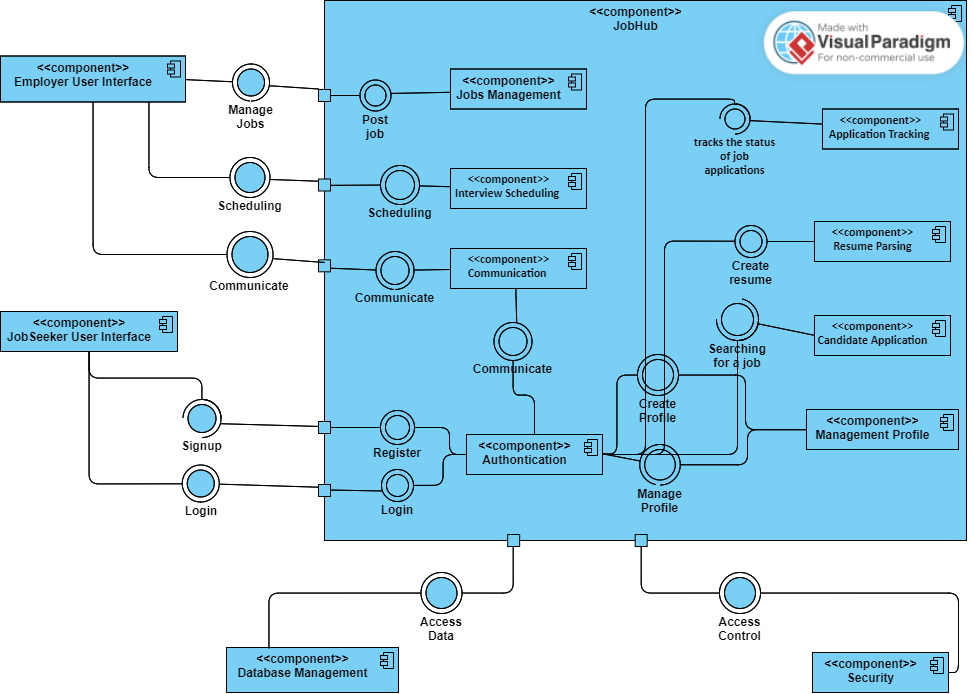 <<component>>
JobHub
Made with
VisualParadigm
For non-commercial use
<<component>>
Employer User Interface
Manage
Jobs
Post
job
<<component>>
Jobs Management
tracks the status
of job
applications
<<component>>
Application Tracking
Scheduling
Scheduling
<<component>>
Interview Scheduling
Create
resume
<<component>>
Resume Parsing
Communicate
Communicate
<<component>>
Communication
<<component>>
JobSeeker User Interface
Communicate
Searching
for a job
<<component>>
Candidate Application
Create
Profile
Signup
Register
<<component>>
Authontication
<<component>>
Management Profile
Login
Login
Manage
Profile
Access
Data
Access
Control
<<component>>
Database Management
<<component>>
Security